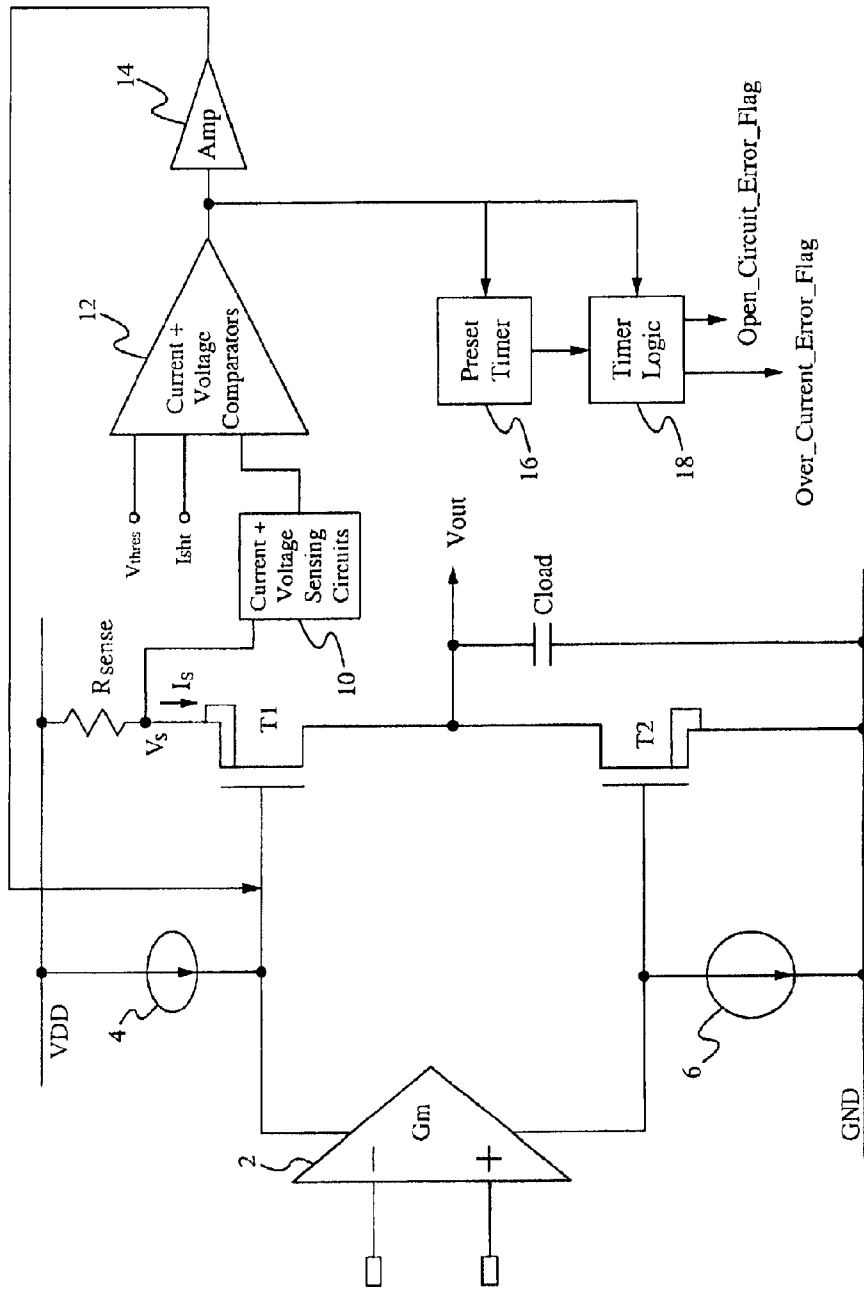 14
Amp
12
Current +
Voltage
Comparators
Vthres
Isht
Preset
Timer
16
Timer
Logic
18
Open_Circuit_Error_Flag
Over_Current_Error_Flag
Current +
Voltage
Sensing
Circuits
10
Rsense
Vs
Is
T1
Vout
Cload
T2
VDD
4
2
Gm
−
+
6
GND